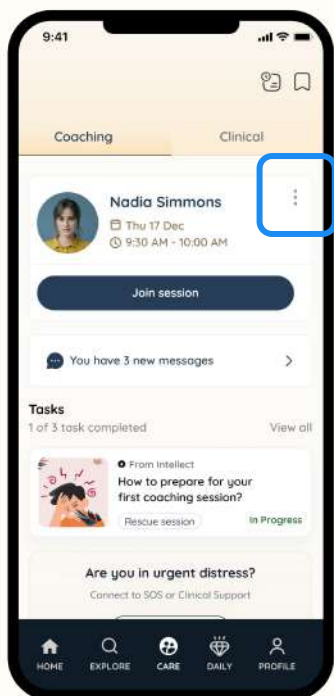 9:41
Coaching
Clinical
Nadia Simmons
Thu 17 Dec
9:30 AM - 10:00 AM
Join session
You have 3 new messages
Tasks
1 of 3 task completed
View all
From Intellect
How to prepare for your
first coaching session?
Rescue session
In Progress
Are you in urgent distress?
Connect to SOS or Clinical Support
HOME
EXPLORE
CARE
DAILY
PROFILE